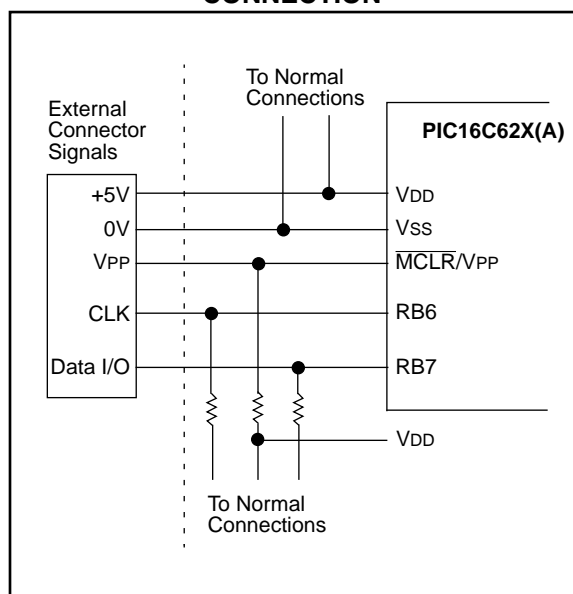 CONNECTION
To Normal
Connections
External
Connector
Signals
PIC16C62X(A)
+5V
VDD
0V
VSS
VPP
MCLR/VPP
CLK
RB6
Data I/O
RB7
VDD
To Normal
Connections